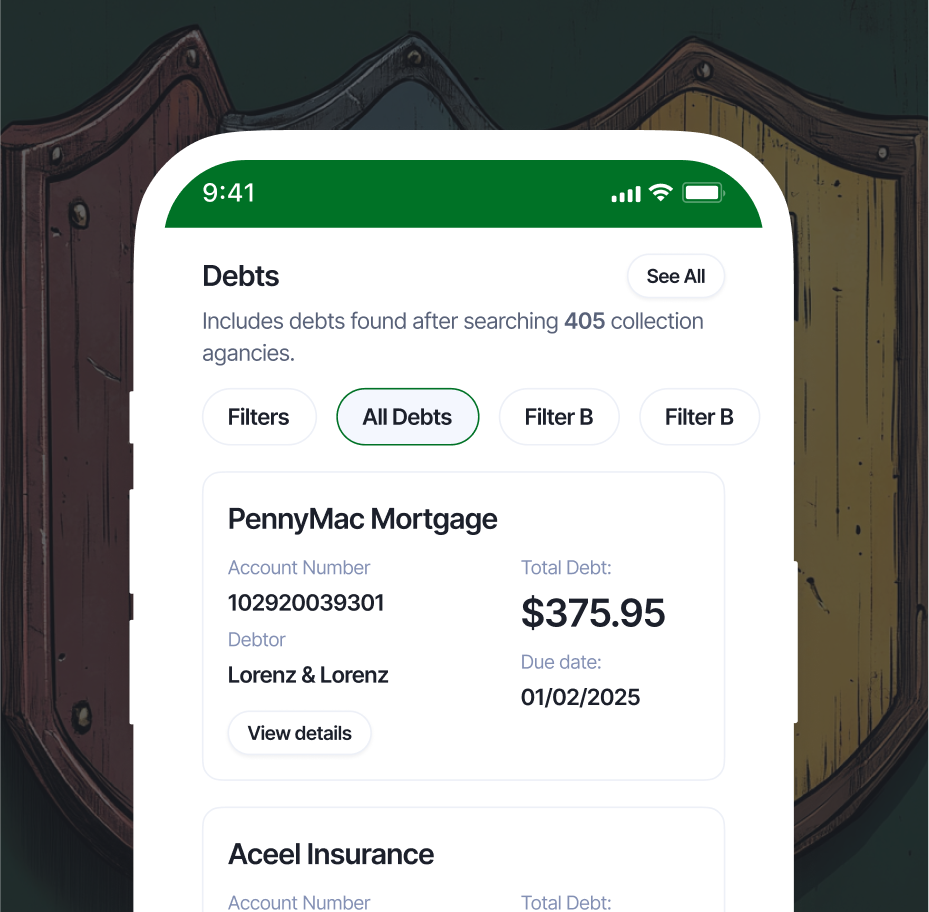 9:41
Debts
See All
Includes debts found after searching 405 collection
agancies.
Filters
All Debts
Filter B
Filter B
PennyMac Mortgage
Account Number
102920039301
Debtor
Lorenz & Lorenz
Total Debt:
$375.95
Due date:
01/02/2025
View details
Aceel Insurance
Account Number
Total Debt: